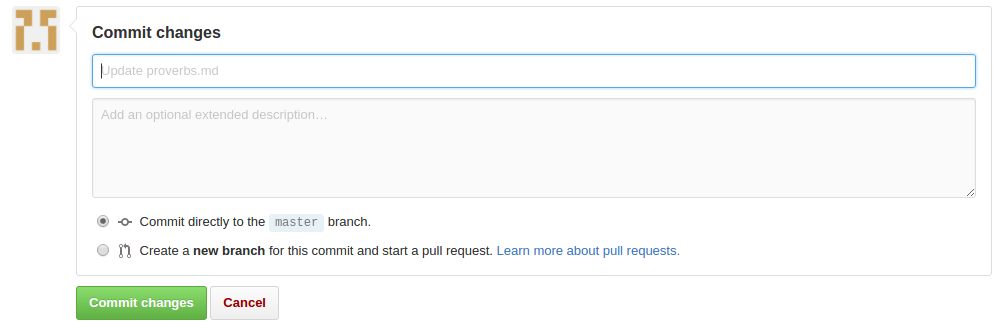 Commit changes
Update proverbs.md
Add an optional extended description…
Commit directly to the master branch.
Create a new branch for this commit and start a pull request. Learn more about pull requests.
Commit changes Cancel